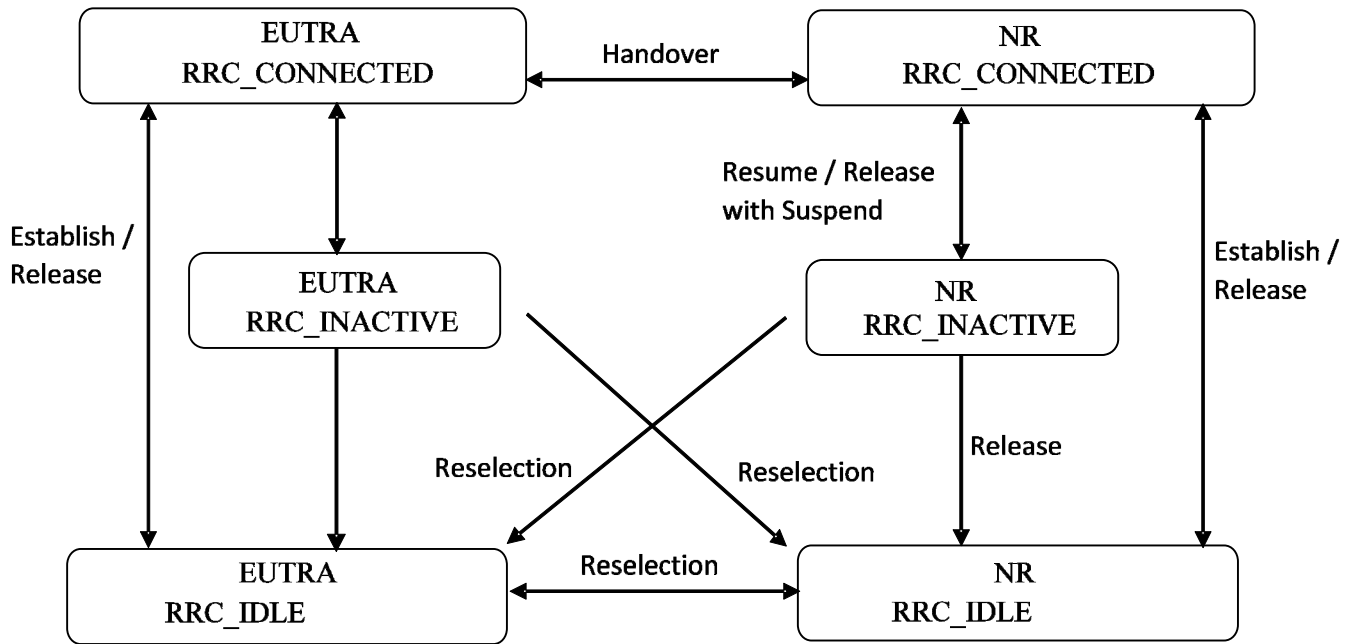 EUTRA
RRC_CONNECTED
Handover
NR
RRC_CONNECTED
Establish /
Release
Resume / Release
with Suspend
Establish /
Release
EUTRA
RRC_INACTIVE
NR
RRC_INACTIVE
Reselection
Reselection
Release
EUTRA
RRC_IDLE
Reselection
NR
RRC_IDLE